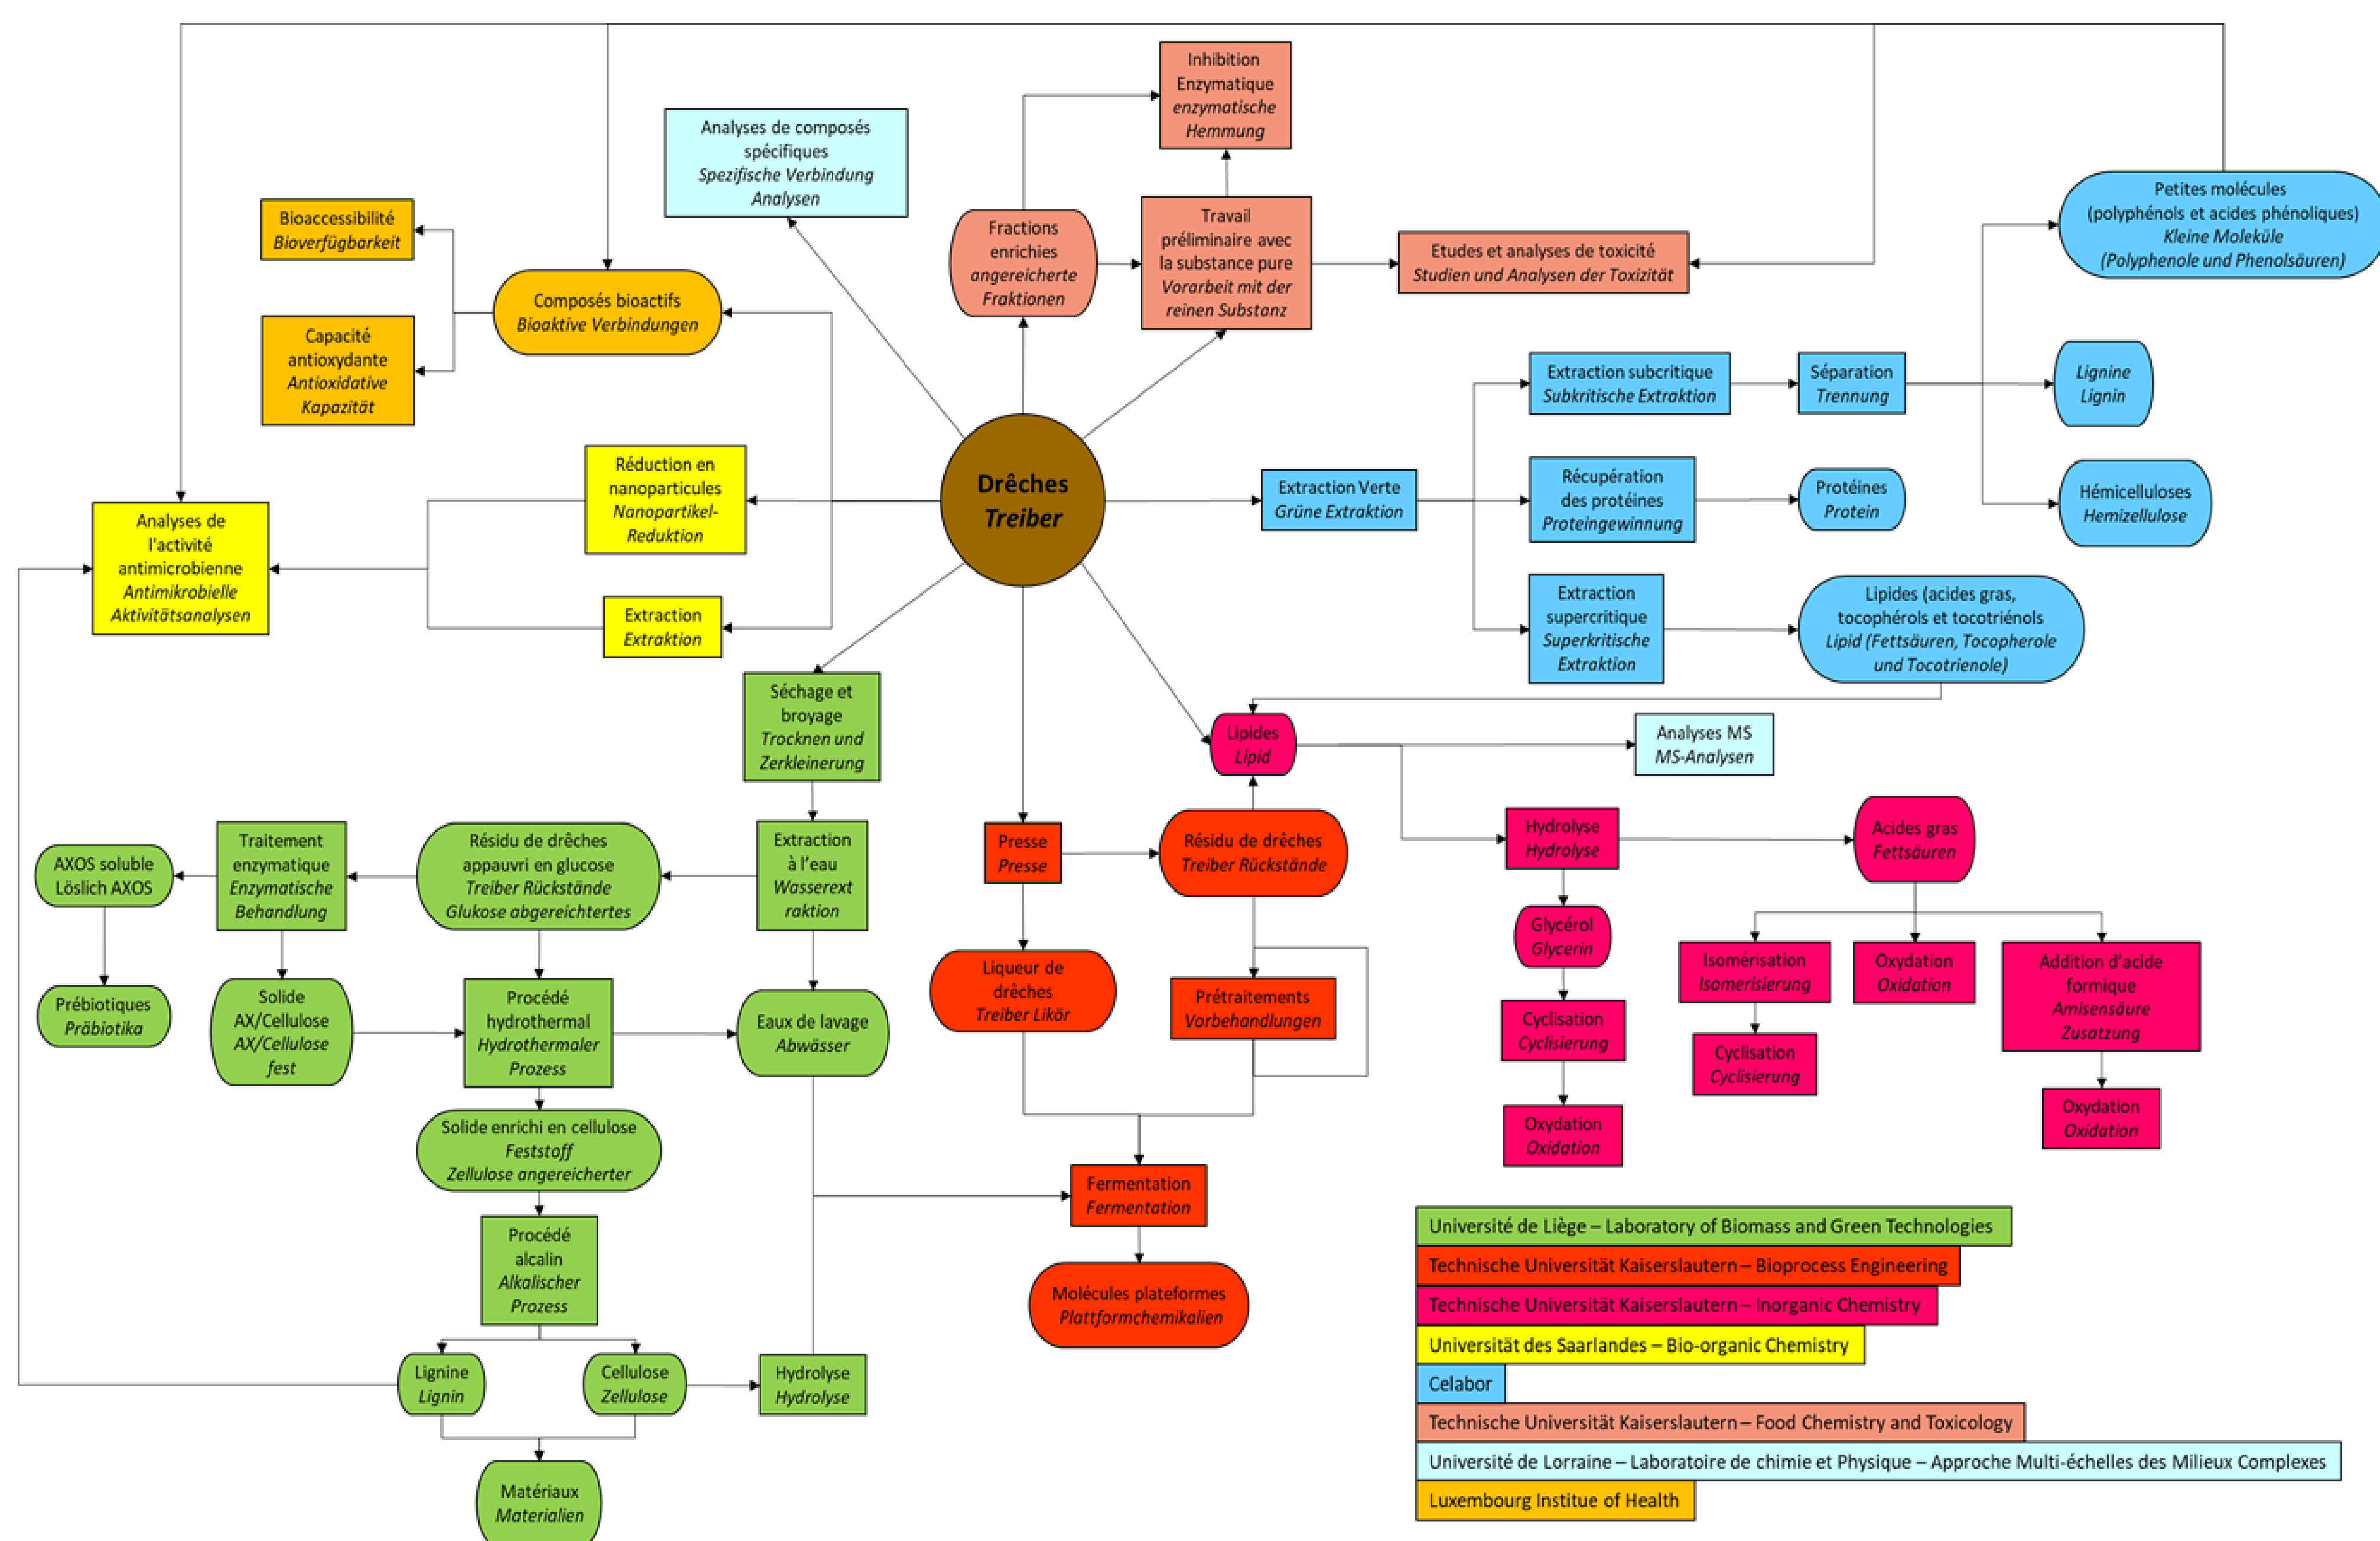 Inhibition
Enzymatique
enzymatische
Hemmung
Analyses de composés
spécifiques
Spezifische Verbindung
Analysen
Petites molécules
(polyphénols et acides phénoliques)
Kleine Moleküle
(Polyphenole und Phenolsäuren)
Bioaccessibilité
Bioverfügbarkeit
Fractions
enrichies
angereicherte
Fraktionen
Travail
préliminaire avec
la substance pure
Vorarbeit mit der
reinen Substanz
Etudes et analyses de toxicité
Studien und Analysen der Toxizität
Composés bioactifs
Bioaktive Verbindungen
Capacité
antioxydante
Antioxidative
Kapazität
Extraction subcritique
Subkritische Extraktion
Séparation
Trennung
Lignine
Lignin
Réduction en
nanoparticules
Nanopartikel-
Reduktion
Drêches
Treiber
Extraction Verte
Grüne Extraktion
Récupération
des protéines
Proteingewinnung
Protéines
Protein
Hémicelluloses
Hemizellulose
Analyses de
l'activité
antimicrobienne
Antimikrobielle
Aktivitätsanalysen
Extraction
Extraktion
Extraction
supercritique
Superkritische
Extraktion
Lipides (acides gras,
tocophérols et tocotriénols
Lipid (Fettsäuren, Tocopherole
und Tocotrienole)
Séchage et
broyage
Trocknen und
Zerkleinerung
Lipides
Lipid
Analyses MS
MS-Analysen
AXOS soluble
Löslich AXOS
Traitement
enzymatique
Enzymatische
Behandlung
Résidu de drêches
appauvri en glucose
Treiber Rückstände
Glukose abgereichertes
Extraction
à l’eau
Wasserext
raktion
Presse
Presse
Résidu de drêches
Treiber Rückstände
Hydrolyse
Hydrolyse
Acides gras
Fettsäuren
Glycérol
Glycerin
Prébiotiques
Präbiotika
Solide
AX/Cellulose
AX/Cellulose
fest
Procédé
hydrothermal
Hydrothermaler
Prozess
Eaux de lavage
Abwässer
Liqueur de
drêches
Treiber Likör
Prétraitements
Vorbehandlungen
Isomérisation
Isomerisierung
Oxydation
Oxidation
Addition d’acide
formique
Amisensäure
Zusatzung
Cyclisation
Cyclisierung
Cyclisation
Cyclisierung
Oxydation
Oxidation
Oxydation
Oxidation
Solide enrichi en cellulose
Feststoff
Zellulose angereicherter
Fermentation
Fermentation
Procédé
alcalin
Alkalischer
Prozess
Molécules plateformes
Plattformchemikalien
Lignine
Lignin
Cellulose
Zellulose
Hydrolyse
Hydrolyse
Matériaux
Materialien
Université de Liège – Laboratory of Biomass and Green Technologies
Technische Universität Kaiserslautern – Bioprocess Engineering
Technische Universität Kaiserslautern – Inorganic Chemistry
Universität des Saarlandes – Bio-organic Chemistry
Celabor
Technische Universität Kaiserslautern – Food Chemistry and Toxicology
Université de Lorraine – Laboratoire de chimie et Physique – Approche Multi-échelles des Milieux Complexes
Luxembourg Institue of Health